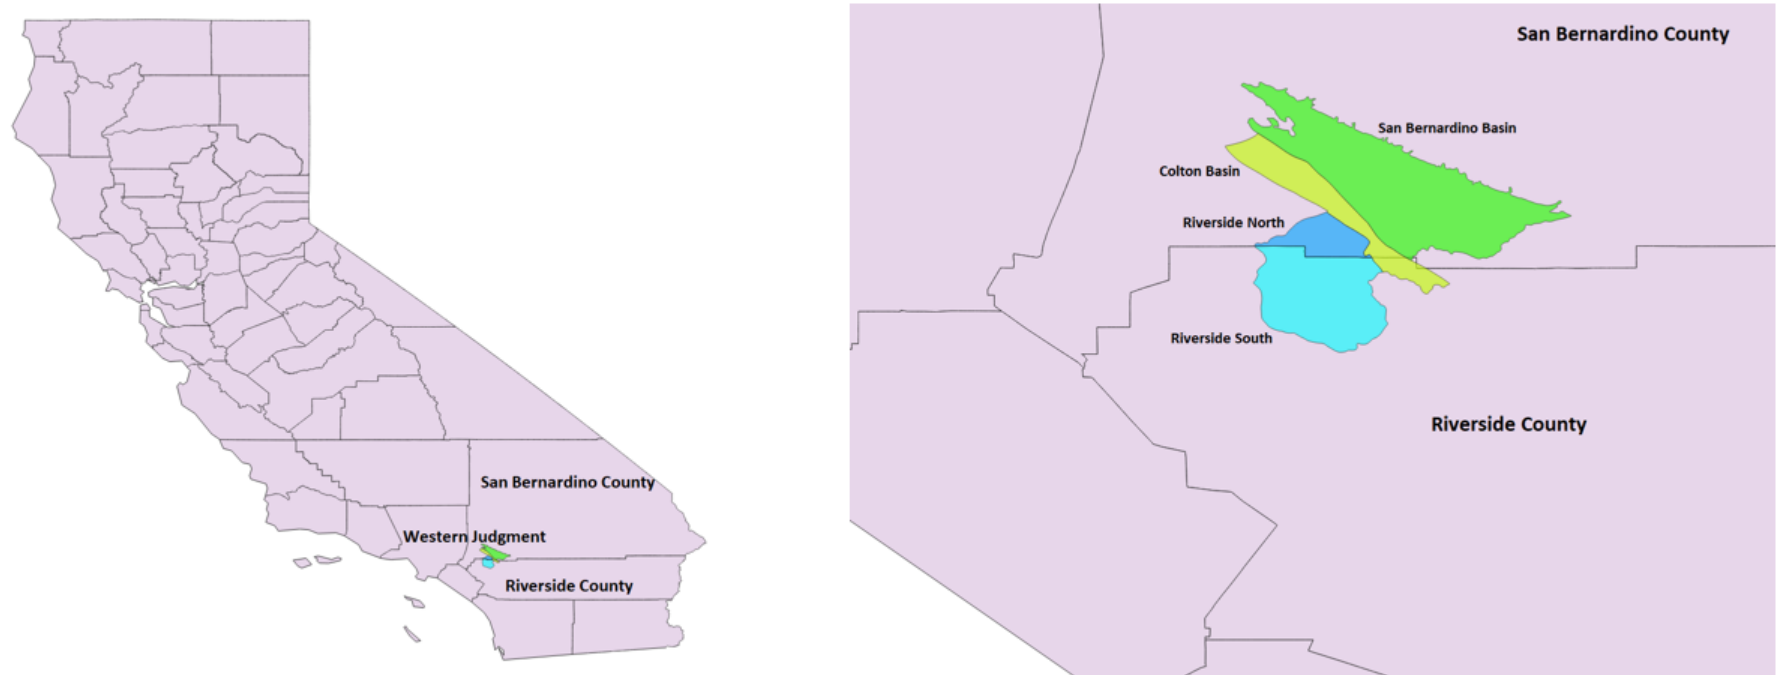 San Bernardino County
Western Judgment
Riverside County
San Bernardino County
San Bernardino Basin
Colton Basin
Riverside North
Riverside South
Riverside County